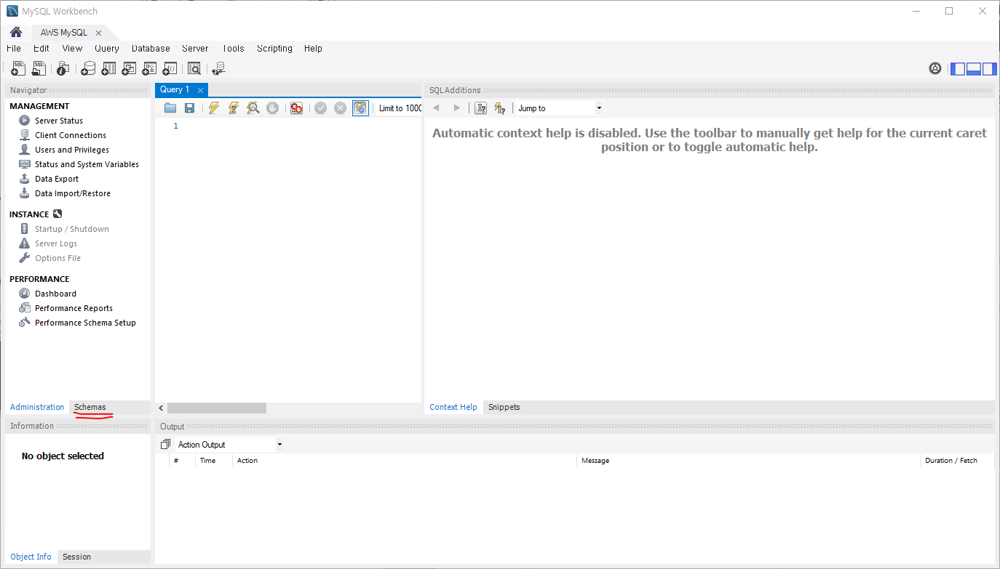 MySQL Workbench
AWS MySQL
File Edit View Query Database Server Tools Scripting Help
Navigator
MANAGEMENT
Server Status
Client Connections
Users and Privileges
Status and System Variables
Data Export
Data Import/Restore
INSTANCE
Startup / Shutdown
Server Logs
Options File
PERFORMANCE
Dashboard
Performance Reports
Performance Schema Setup
Administration Schemas
Query 1
Limit to 1000
1
SQLAdditions
Jump to
Automatic context help is disabled. Use the toolbar to manually get help for the current caret
position or to toggle automatic help.
Context Help Snippets
Information
No object selected
Object Info Session
Output
Action Output
# Time Action Message Duration / Fetch